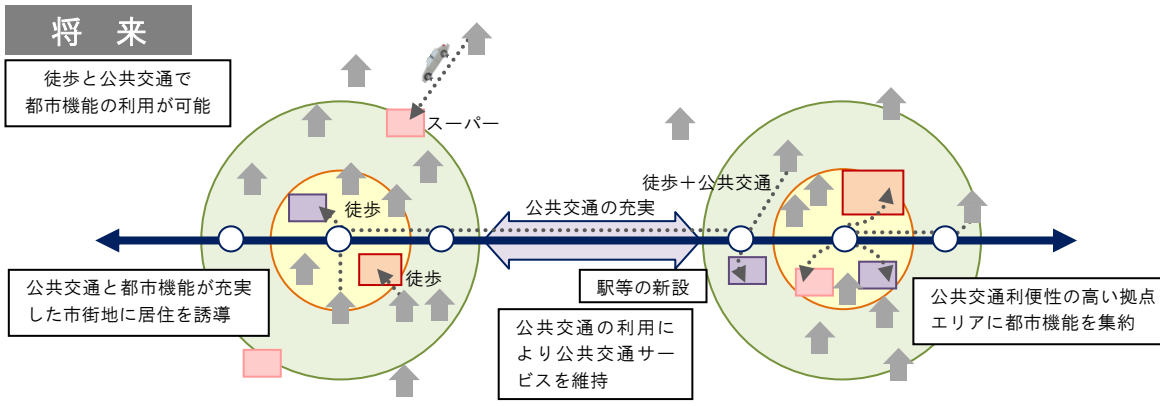 将 来
徒歩と公共交通で
都市機能の利用が可能
スーパー
徒歩＋公共交通
公共交通の充実
徒歩
徒歩
駅等の新設
公共交通と都市機能が充実
した市街地に居住を誘導
公共交通の利用に
より公共交通サー
ビスを維持
公共交通利便性の高い拠点
エリアに都市機能を集約